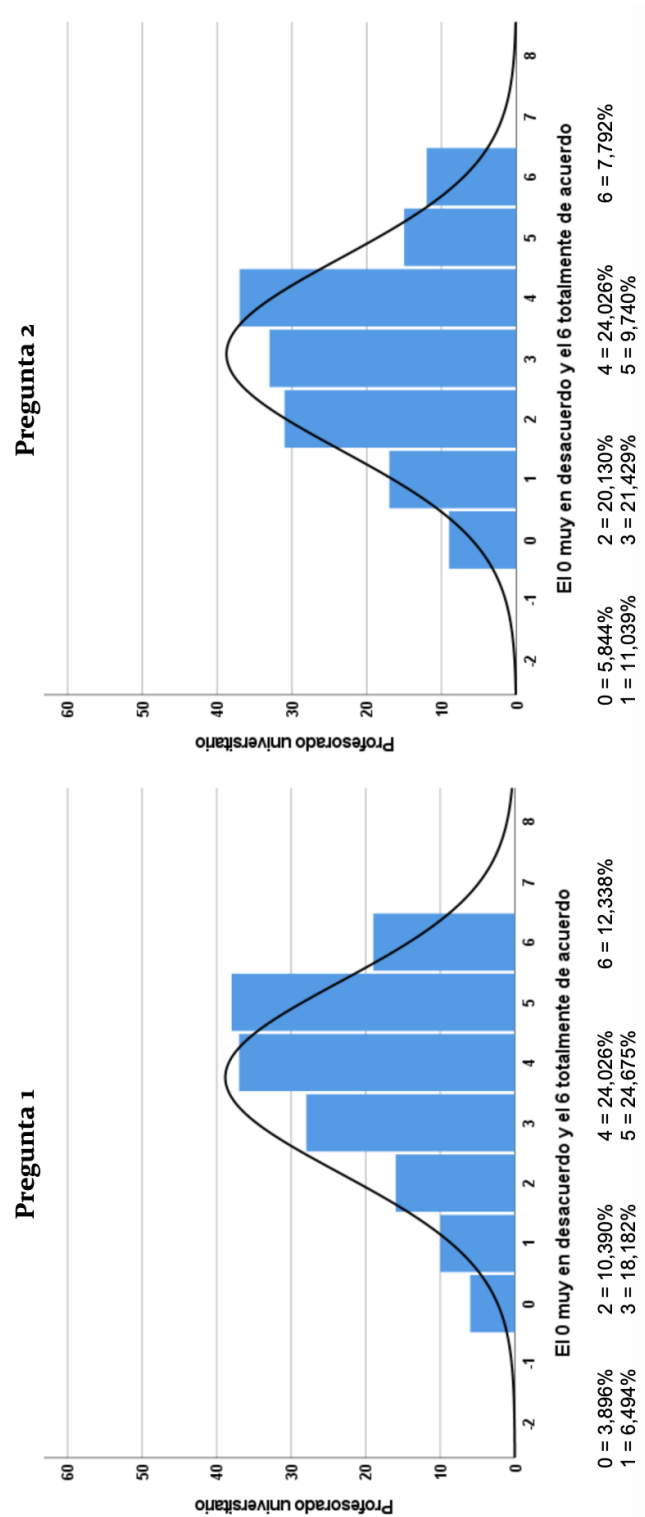 Pregunta 1
60
50
40
30
20
10
0
Profesorado universitario
-2 -1 0 1 2 3 4 5 6 7 8
El 0 muy en desacuerdo y el 6 totalmente de acuerdo
0 = 3,896% 2 = 10,390% 4 = 24,026% 6 = 12,338%
1 = 6,494% 3 = 18,182% 5 = 24,675%
Pregunta 2
60
50
40
30
20
10
0
Profesorado universitario
-2 -1 0 1 2 3 4 5 6 7 8
El 0 muy en desacuerdo y el 6 totalmente de acuerdo
0 = 5,844% 2 = 20,130% 4 = 24,026% 6 = 7,792%
1 = 11,039% 3 = 21,429% 5 = 9,740%